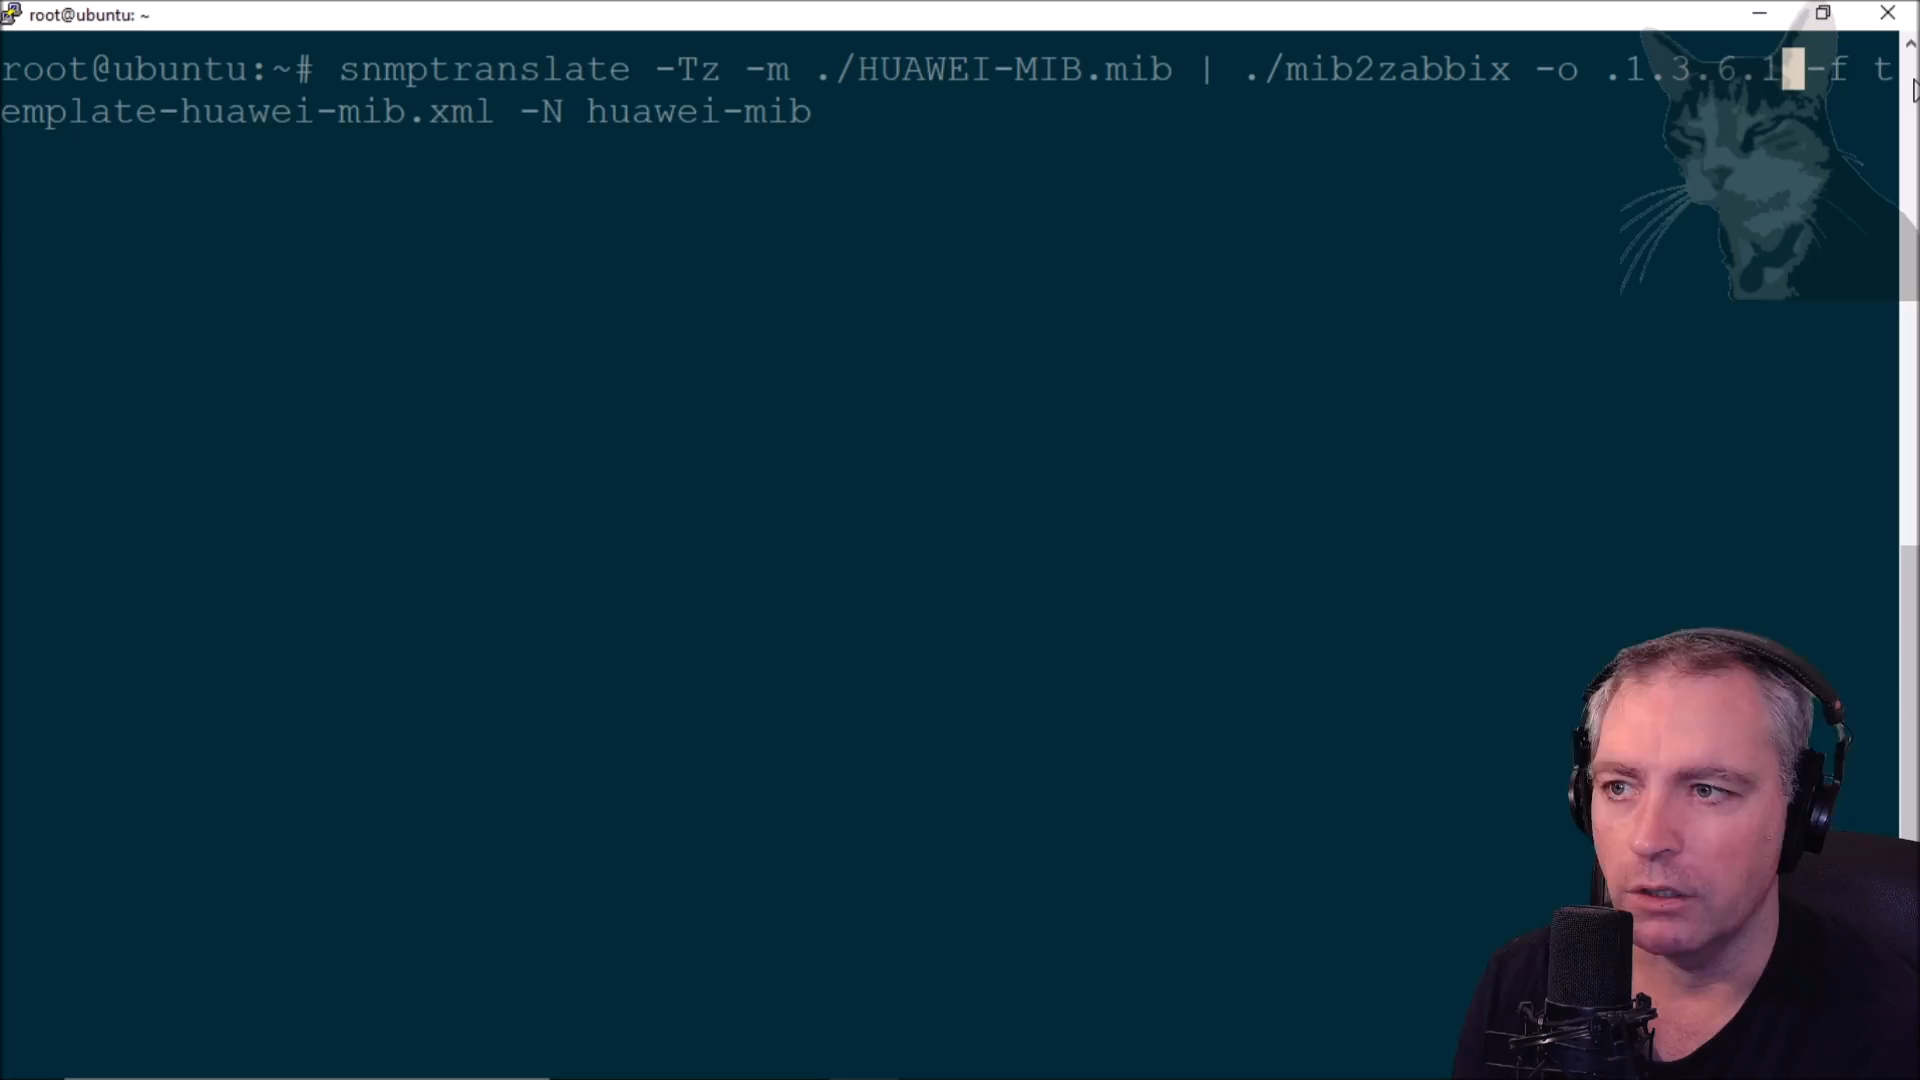 root@ubuntu: ~
root@ubuntu:~# snmptranslate -Tz -m ./HUAWEI-MIB.mib | ./mib2zabbix -o .1.3.6.1 -f t
emplate-huawei-mib.xml -N huawei-mib